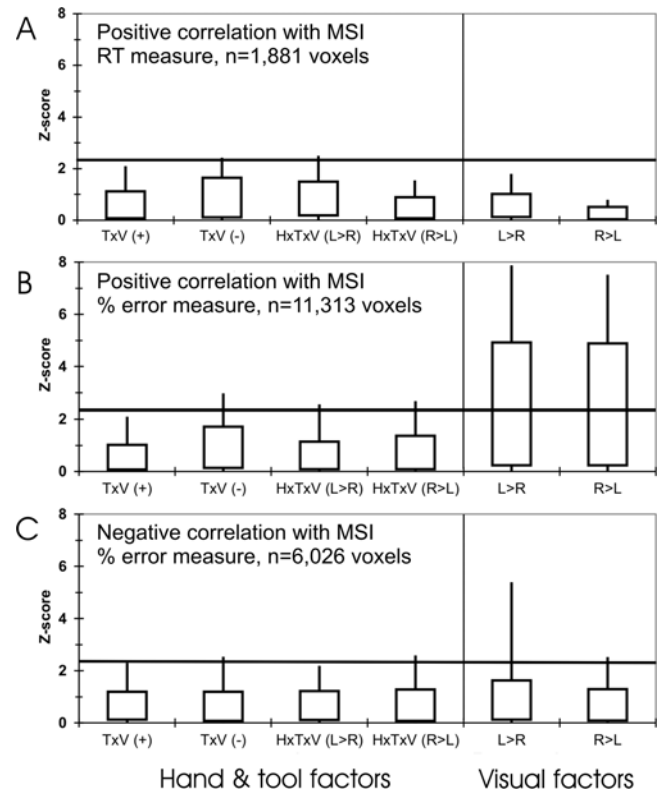 A
Positive correlation with MSI
RT measure, n=1,881 voxels
Z-score
8
6
4
2
0
TxV (+) TxV (-) HxTxV (L>R) HxTxV (R>L) L>R R>L
B
Positive correlation with MSI
% error measure, n=11,313 voxels
Z-score
8
6
4
2
0
TxV (+) TxV (-) HxTxV (L>R) HxTxV (R>L) L>R R>L
C
Negative correlation with MSI
% error measure, n=6,026 voxels
Z-score
8
6
4
2
0
TxV (+) TxV (-) HxTxV (L>R) HxTxV (R>L) L>R R>L
Hand & tool factors Visual factors